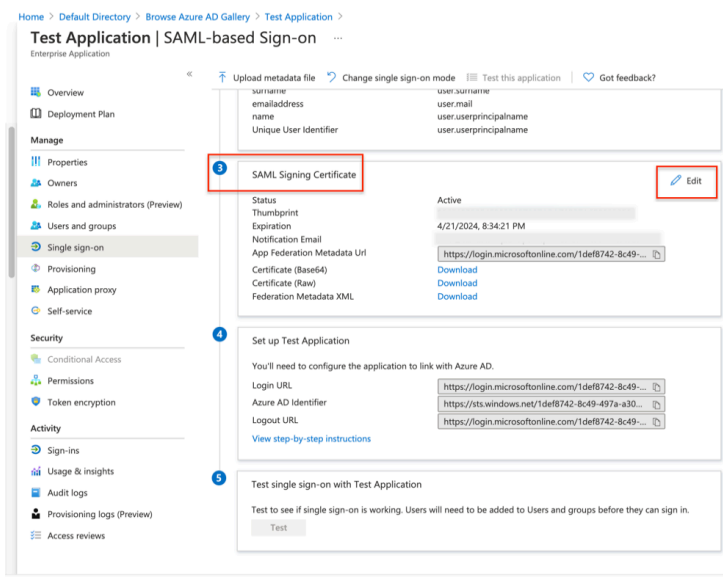 Home > Default Directory > Browse Azure AD Gallery > Test Application >
Test Application | SAML-based Sign-on ...
Enterprise Application
«
Overview
Deployment Plan
Manage
Properties
Owners
Roles and administrators (Preview)
Users and groups
Single sign-on
Provisioning
Application proxy
Self-service
Security
Conditional Access
Permissions
Token encryption
Activity
Sign-ins
Usage & insights
Audit logs
Provisioning logs (Preview)
Access reviews
Upload metadata file Change single sign-on mode Test this application | Got feedback?
surname user.surname
emailaddress user.mail
name user.userprincipalname
Unique User Identifier user.userprincipalname
3
SAML Signing Certificate
Edit
Status Active
Thumbprint
Expiration 4/21/2024, 8:34:21 PM
Notification Email
App Federation Metadata Url https://login.microsoftonline.com/1def8742-8c49-...
Certificate (Base64) Download
Certificate (Raw) Download
Federation Metadata XML Download
4
Set up Test Application
You'll need to configure the application to link with Azure AD.
Login URL https://login.microsoftonline.com/1def8742-8c49-...
Azure AD Identifier https://sts.windows.net/1def8742-8c49-497a-a30...
Logout URL https://login.microsoftonline.com/1def8742-8c49-...
View step-by-step instructions
5
Test single sign-on with Test Application
Test to see if single sign-on is working. Users will need to be added to Users and groups before they can sign in.
Test